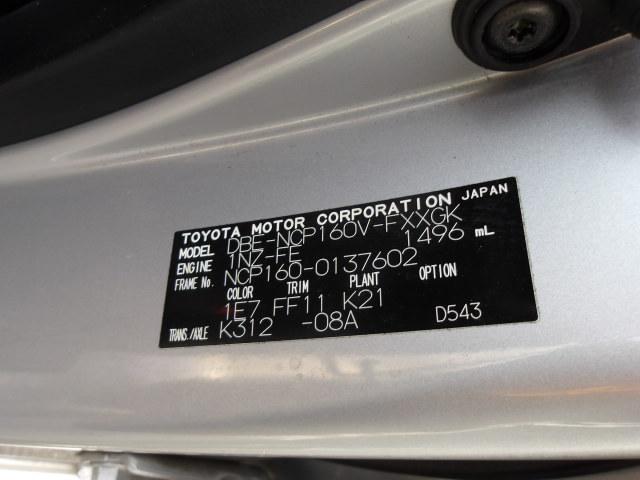 TOYOTA MOTOR CORPORATION JAPAN
MODEL DBE-NCP160V-FXXGK
ENGINE 1NZ-FE 1496 mL
FRAME No. NCP160-0137602
COLOR TRIM PLANT OPTION
1E7 FF11 K21
TRANS./AXLE K312 -08A D543